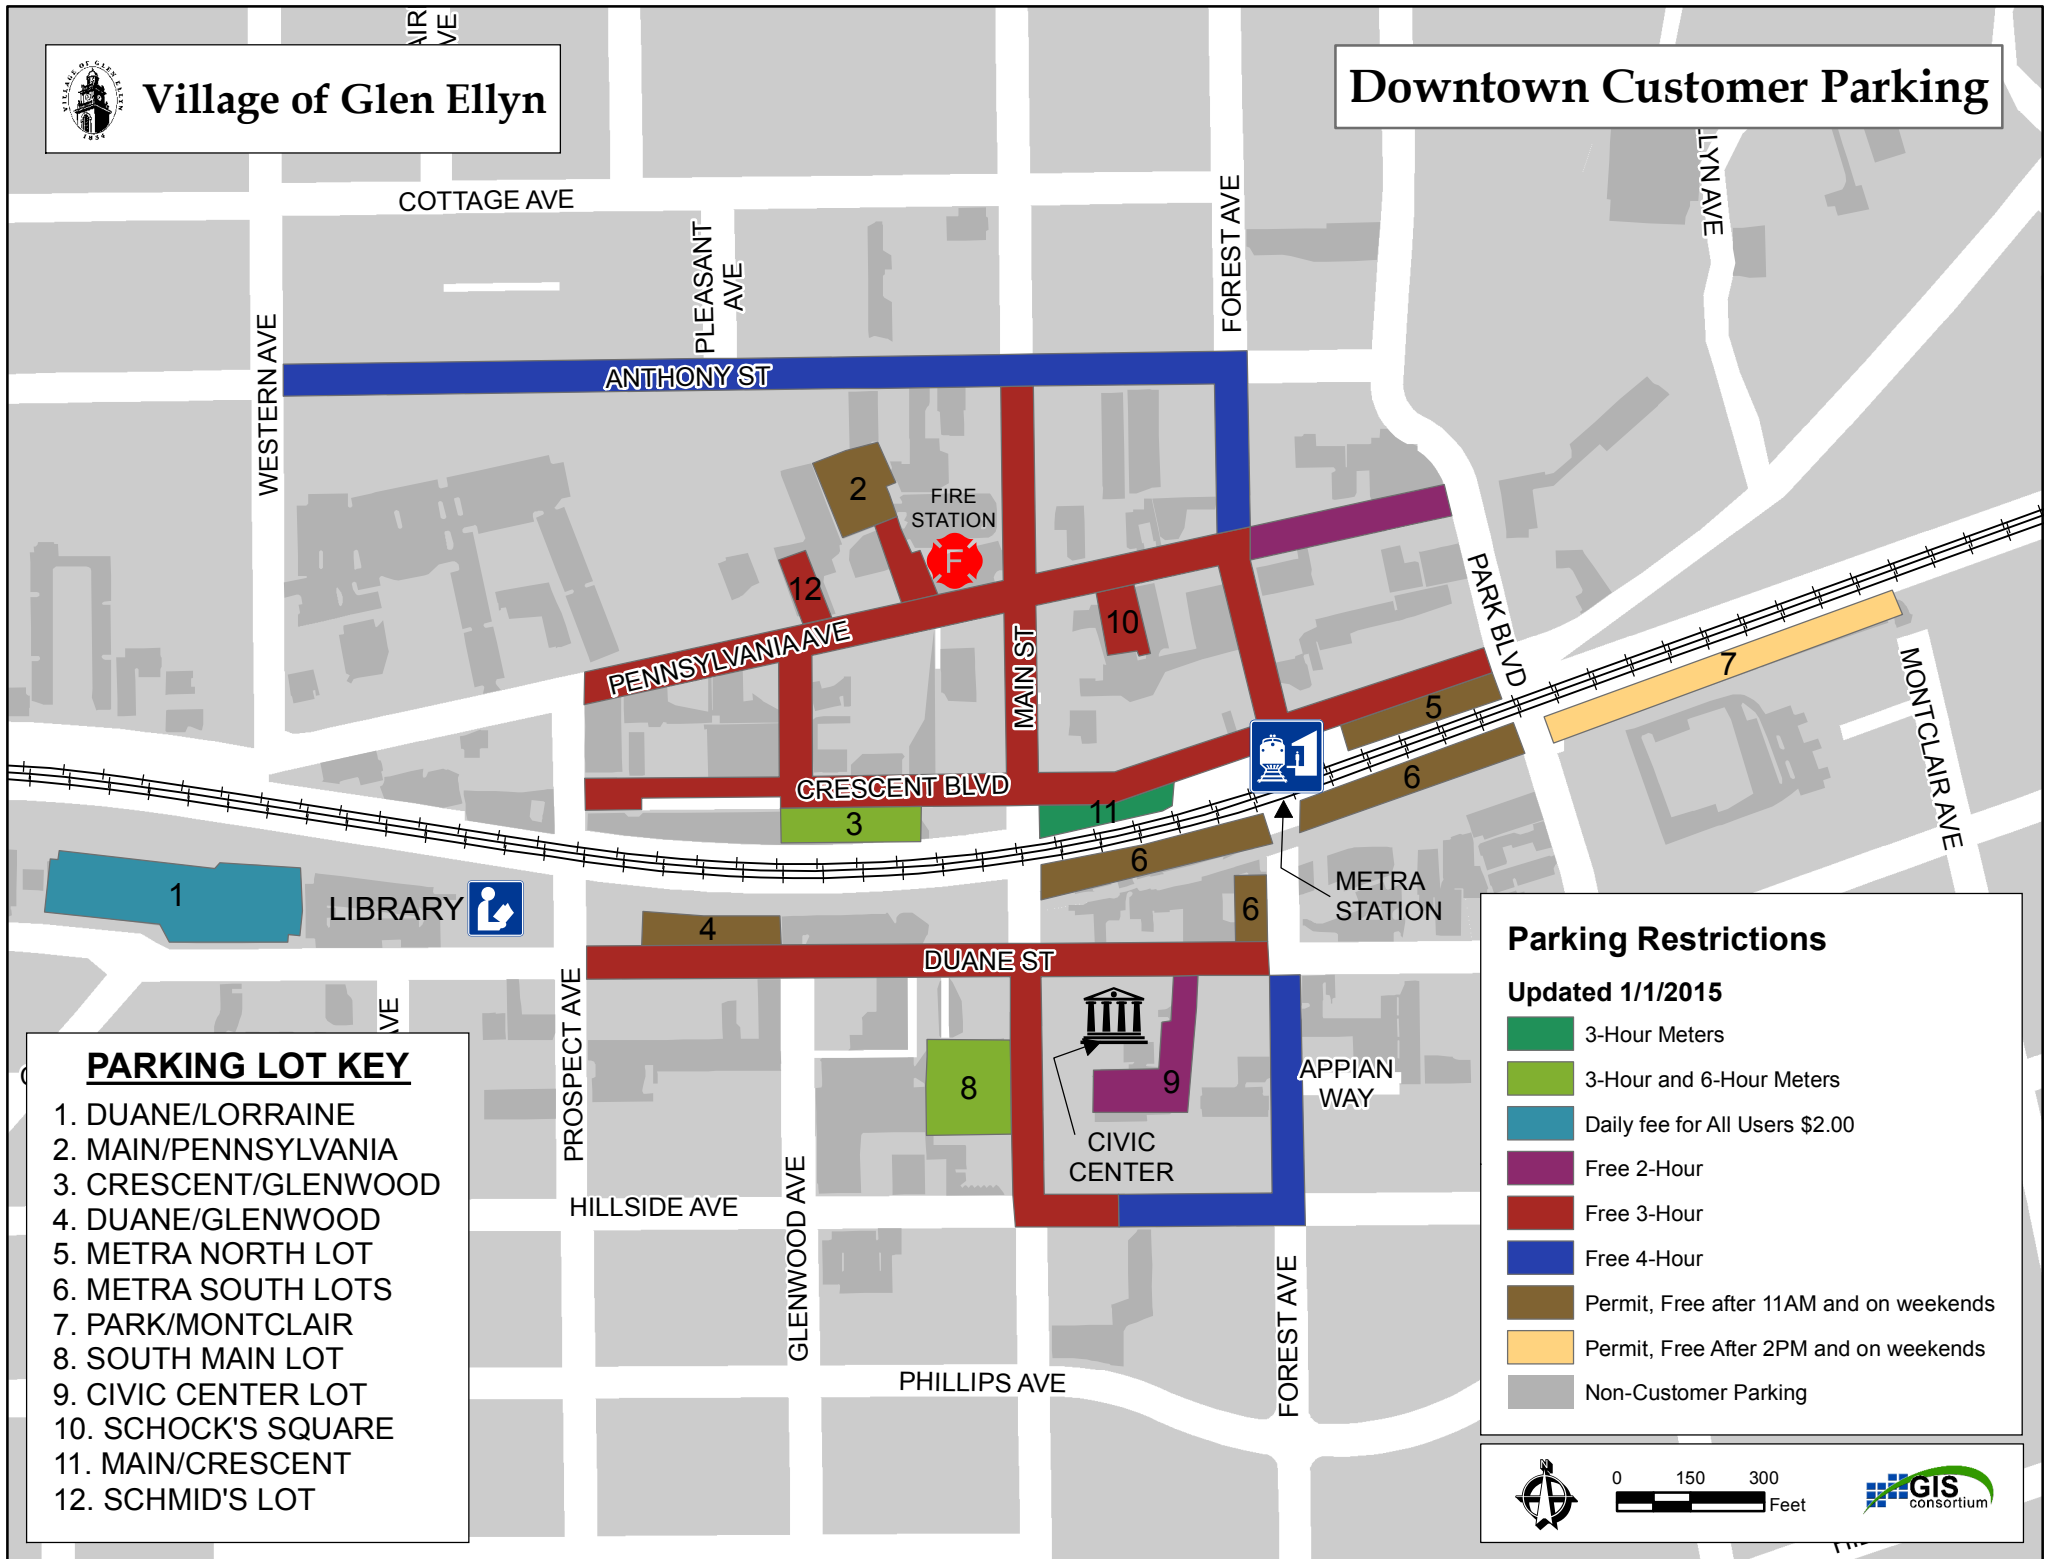 Village of Glen Ellyn
VILLAGE OF GLEN ELLYN
1834
Downtown Customer Parking
AVE
COTTAGE AVE
PLEASANT
AVE
FOREST AVE
WESTERN AVE
ANTHONY ST
2
FIRE
STATION
F
12
10
PENNSYLVANIA AVE
MAIN ST
PARK BLVD
7
MONTCLAIR AVE
5
6
CRESCENT BLVD
11
3
6
METRA
STATION
1
LIBRARY
4
6
DUANE ST
PROSPECT AVE
AVE
8
9
APPIAN
WAY
CIVIC
CENTER
HILLSIDE AVE
GLENWOOD AVE
FOREST AVE
PHILLIPS AVE
PARKING LOT KEY
1. DUANE/LORRAINE
2. MAIN/PENNSYLVANIA
3. CRESCENT/GLENWOOD
4. DUANE/GLENWOOD
5. METRA NORTH LOT
6. METRA SOUTH LOTS
7. PARK/MONTCLAIR
8. SOUTH MAIN LOT
9. CIVIC CENTER LOT
10. SCHOCK'S SQUARE
11. MAIN/CRESCENT
12. SCHMID'S LOT
Parking Restrictions
Updated 1/1/2015
3-Hour Meters
3-Hour and 6-Hour Meters
Daily fee for All Users $2.00
Free 2-Hour
Free 3-Hour
Free 4-Hour
Permit, Free after 11AM and on weekends
Permit, Free After 2PM and on weekends
Non-Customer Parking
N
0 150 300
Feet
GIS
consortium